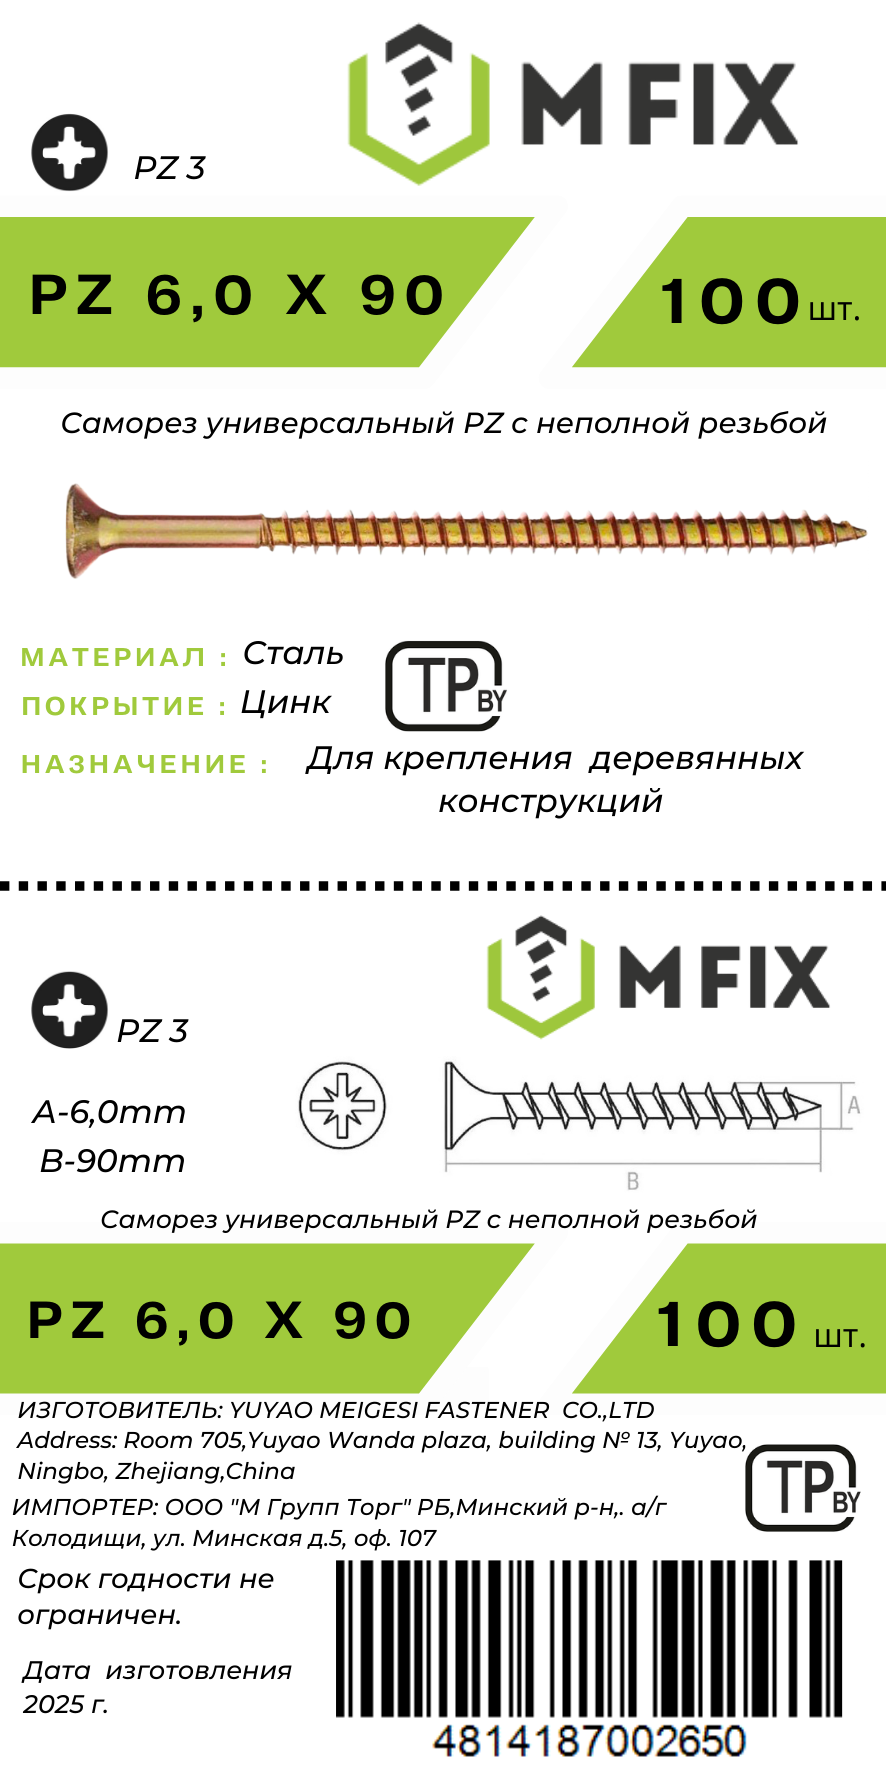 MFIX
PZ 3
PZ 6,0 X 90
100 шт.
Саморез универсальный PZ с неполной резьбой
МАТЕРИАЛ : Сталь
ПОКРЫТИЕ : Цинк
TP BY
НАЗНАЧЕНИЕ : Для крепления деревянных
конструкций
MFIX
PZ 3
A-6,0mm
B-90mm
A
B
Саморез универсальный PZ с неполной резьбой
PZ 6,0 X 90
100 шт.
ИЗГОТОВИТЕЛЬ: YUYAO MEIGESI FASTENER CO.,LTD
Address: Room 705,Yuyao Wanda plaza, building № 13, Yuyao,
Ningbo, Zhejiang,China
TP BY
ИМПОРТЕР: ООО "М Групп Торг" РБ,Минский р-н,. а/г
Колодищи, ул. Минская д.5, оф. 107
Срок годности не
ограничен.
Дата изготовления
2025 г.
4814187002650